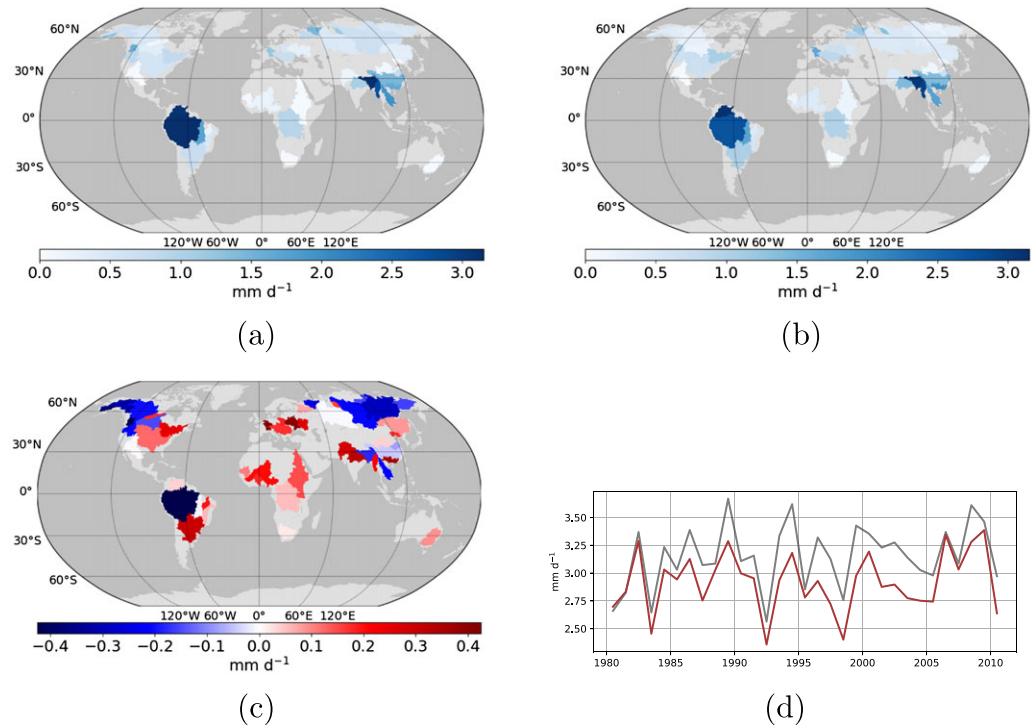 60°N
30°N
0°
30°S
60°S
120°W 60°W 0° 60°E 120°E
0.0 0.5 1.0 1.5 2.0 2.5 3.0
mm d⁻¹
(a)
60°N
30°N
0°
30°S
60°S
120°W 60°W 0° 60°E 120°E
0.0 0.5 1.0 1.5 2.0 2.5 3.0
mm d⁻¹
(b)
60°N
30°N
0°
30°S
60°S
120°W 60°W 0° 60°E 120°E
−0.4 −0.3 −0.2 −0.1 0.0 0.1 0.2 0.3 0.4
mm d⁻¹
(c)
3.50
3.25
3.00
2.75
2.50
mm d⁻¹
1980 1985 1990 1995 2000 2005 2010
(d)